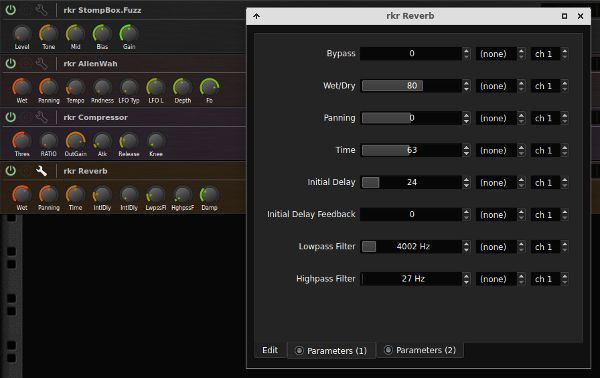 rkr StompBox.Fuzz
Level Tone Mid Bias Gain
rkr AlienWah
Wet Panning Tempo Rndness LFO Typ LFO L Depth Fb
rkr Compressor
Thres RATIO OutGain Atk Release Knee
rkr Reverb
Wet Panning Time IntlDly IntlDly LwpssFl HghpssF Damp
rkr Reverb
Bypass 0 (none) ch 1
Wet/Dry 80 (none) ch 1
Panning 0 (none) ch 1
Time 63 (none) ch 1
Initial Delay 24 (none) ch 1
Initial Delay Feedback 0 (none) ch 1
Lowpass Filter 4002 Hz (none) ch 1
Highpass Filter 27 Hz (none) ch 1
Edit Parameters (1) Parameters (2)